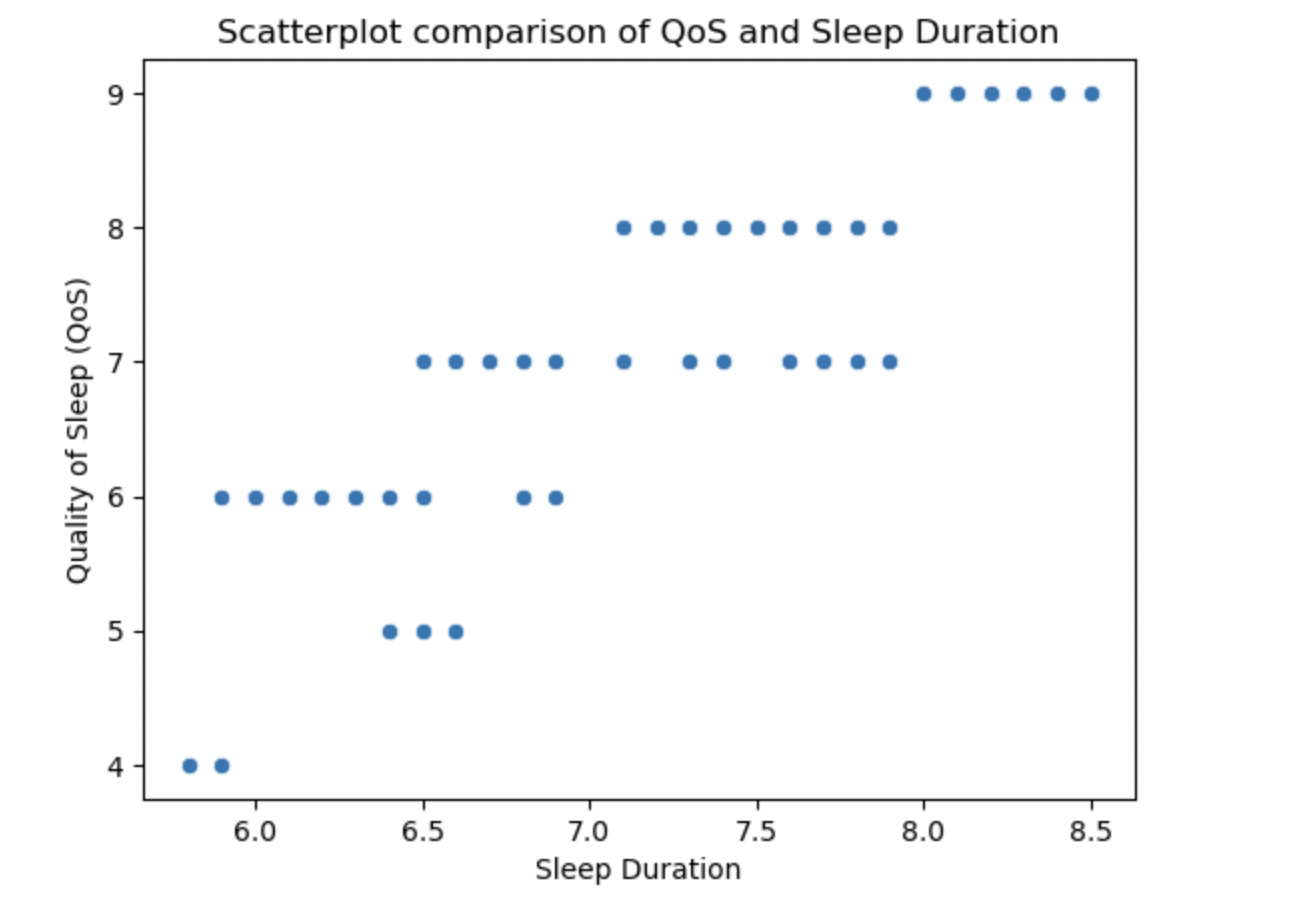 Scatterplot comparison of QoS and Sleep Duration
9
8
7
6
5
4
Quality of Sleep (QoS)
6.0 6.5 7.0 7.5 8.0 8.5
Sleep Duration